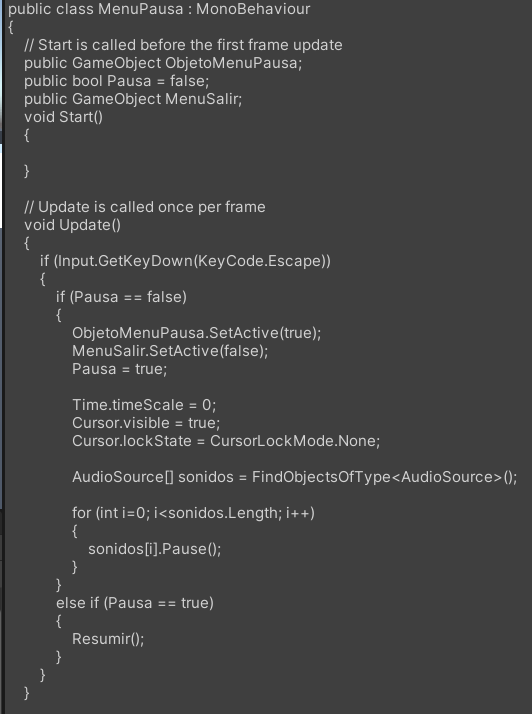 public class MenuPausa : MonoBehaviour
{
// Start is called before the first frame update
public GameObject ObjetoMenuPausa;
public bool Pausa = false;
public GameObject MenuSalir;
void Start()
{
}
// Update is called once per frame
void Update()
{
if (Input.GetKeyDown(KeyCode.Escape))
{
if (Pausa == false)
{
ObjetoMenuPausa.SetActive(true);
MenuSalir.SetActive(false);
Pausa = true;
Time.timeScale = 0;
Cursor.visible = true;
Cursor.lockState = CursorLockMode.None;
AudioSource[] sonidos = FindObjectsOfType<AudioSource>();
for (int i=0; i<sonidos.Length; i++)
{
sonidos[i].Pause();
}
}
else if (Pausa == true)
{
Resumir();
}
}
}